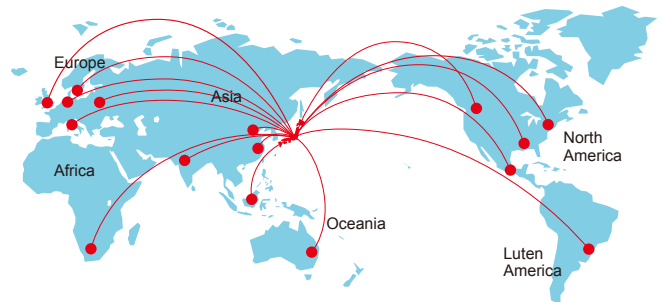 Europe
Asia
Africa
North
America
Oceania
Luten
America